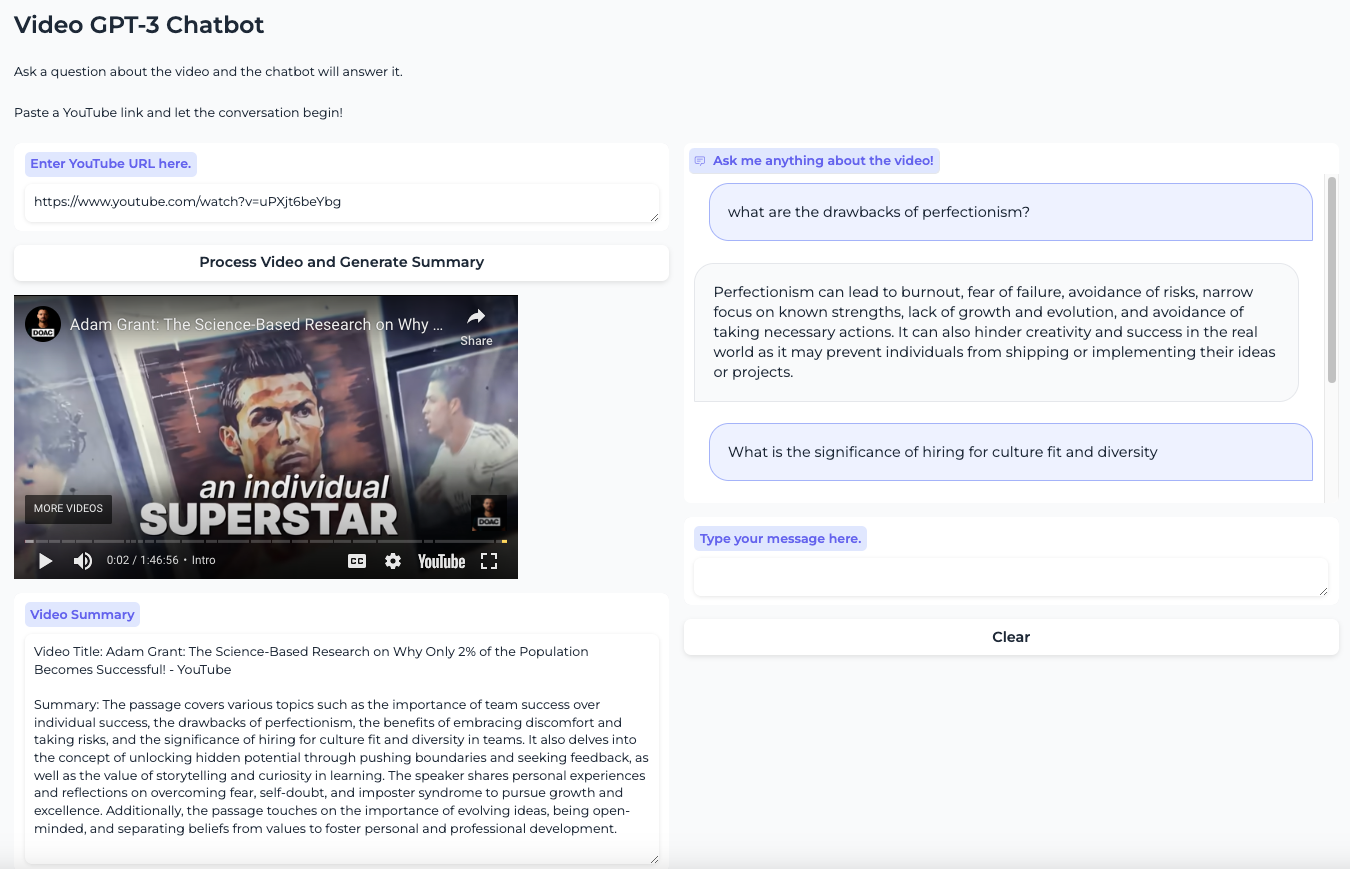 Video GPT-3 Chatbot
Ask a question about the video and the chatbot will answer it.
Paste a YouTube link and let the conversation begin!
Enter YouTube URL here.
https://www.youtube.com/watch?v=uPXjt6beYbg
Process Video and Generate Summary
DOAC
Adam Grant: The Science-Based Research on Why ...
Share
an individual
SUPERSTAR
MORE VIDEOS
DOAC
0:02 / 1:46:56 • Intro
CC
YouTube
Video Summary
Video Title: Adam Grant: The Science-Based Research on Why Only 2% of the Population
Becomes Successful! - YouTube
Summary: The passage covers various topics such as the importance of team success over
individual success, the drawbacks of perfectionism, the benefits of embracing discomfort and
taking risks, and the significance of hiring for culture fit and diversity in teams. It also delves into
the concept of unlocking hidden potential through pushing boundaries and seeking feedback, as
well as the value of storytelling and curiosity in learning. The speaker shares personal experiences
and reflections on overcoming fear, self-doubt, and imposter syndrome to pursue growth and
excellence. Additionally, the passage touches on the importance of evolving ideas, being open-
minded, and separating beliefs from values to foster personal and professional development.
Ask me anything about the video!
what are the drawbacks of perfectionism?
Perfectionism can lead to burnout, fear of failure, avoidance of risks, narrow
focus on known strengths, lack of growth and evolution, and avoidance of
taking necessary actions. It can also hinder creativity and success in the real
world as it may prevent individuals from shipping or implementing their ideas
or projects.
What is the significance of hiring for culture fit and diversity
Type your message here.
Clear